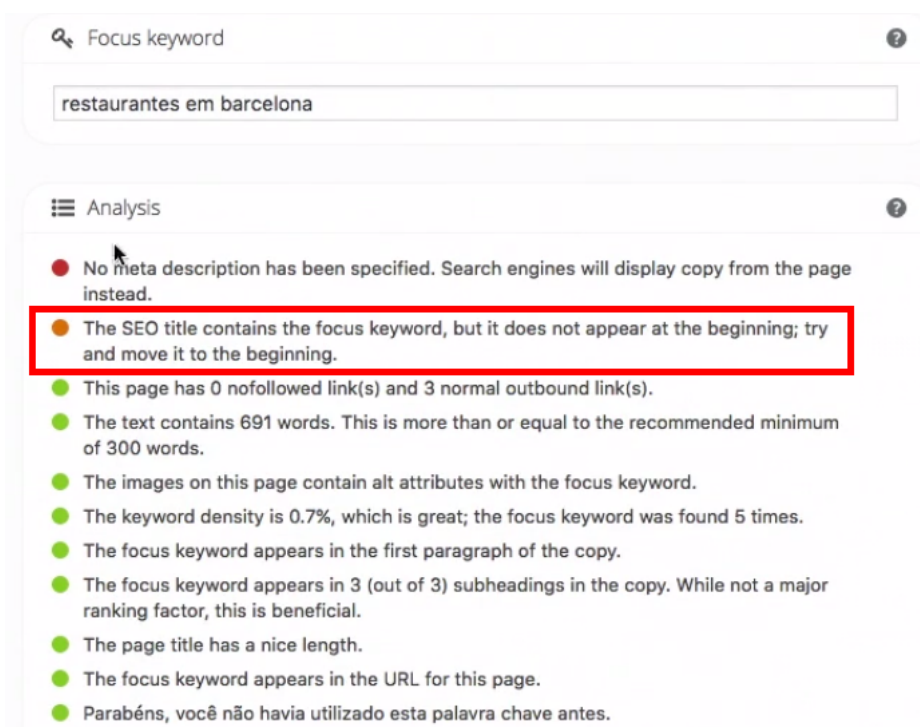 Focus keyword
restaurantes em barcelona
Analysis
No meta description has been specified. Search engines will display copy from the page
instead.
The SEO title contains the focus keyword, but it does not appear at the beginning; try
and move it to the beginning.
This page has 0 nofollowed link(s) and 3 normal outbound link(s).
The text contains 691 words. This is more than or equal to the recommended minimum
of 300 words.
The images on this page contain alt attributes with the focus keyword.
The keyword density is 0.7%, which is great; the focus keyword was found 5 times.
The focus keyword appears in the first paragraph of the copy.
The focus keyword appears in 3 (out of 3) subheadings in the copy. While not a major
ranking factor, this is beneficial.
The page title has a nice length.
The focus keyword appears in the URL for this page.
Parabéns, você não havia utilizado esta palavra chave antes.